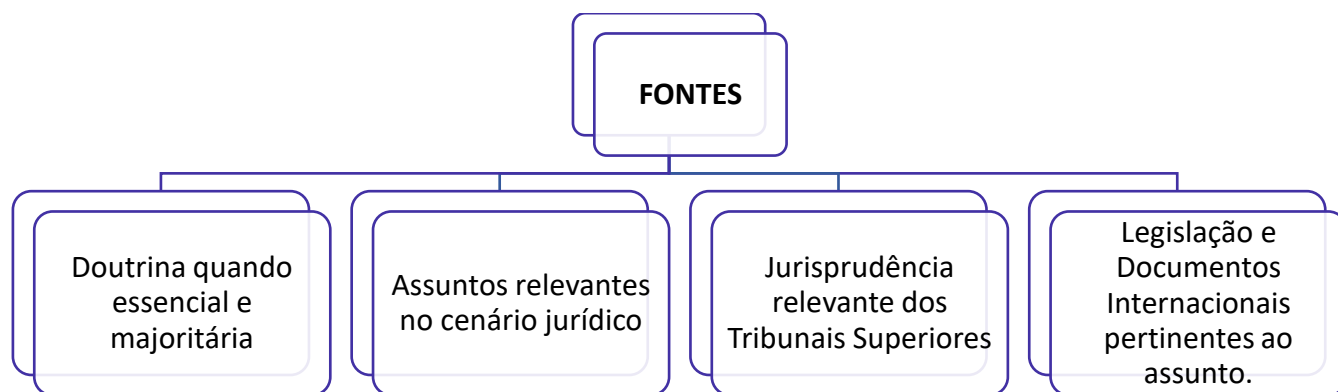 FONTES
Doutrina quando
essencial e
majoritária
Assuntos relevantes
no cenário jurídico
Jurisprudência
relevante dos
Tribunais Superiores
Legislação e
Documentos
Internacionais
pertinentes ao
assunto.